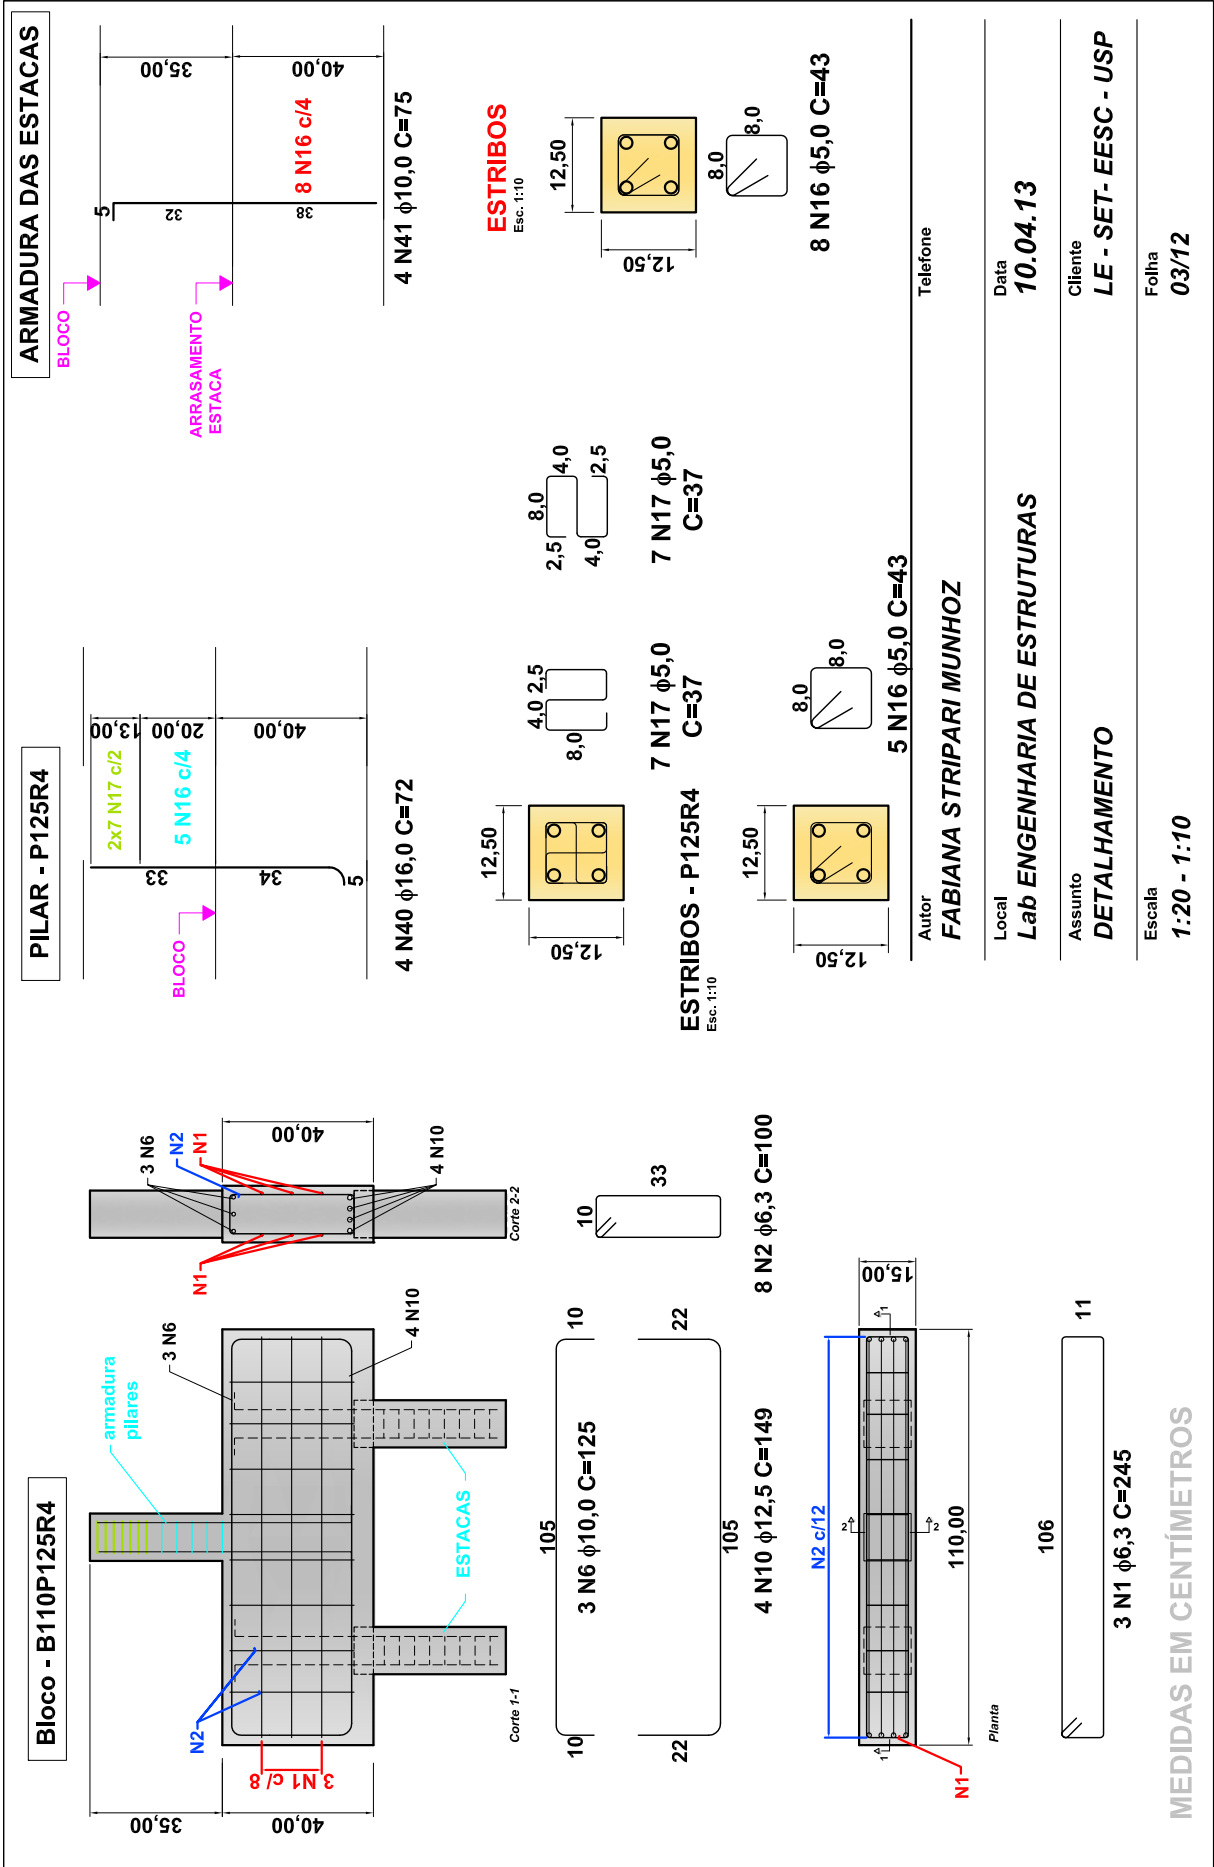 Bloco - B110P125R4
35,00
40,00
3 N1 c/ 8
N2
armadura
pilares
3 N6
4 N10
ESTACAS
Corte 1-1
3 N6
N2
N1
N1
40,00
4 N10
Corte 2-2
10
105
10
3 N6 ϕ10,0 C=125
22
105
22
4 N10 ϕ12,5 C=149
10
33
8 N2 ϕ6,3 C=100
N2 c/12
15,00
1
1
2
2
N1
110,00
Planta
106
11
3 N1 ϕ6,3 C=245
MEDIDAS EM CENTÍMETROS
PILAR - P125R4
2x7 N17 c/2
13,00
5 N16 c/4
20,00
33
BLOCO
34
40,00
5
4 N40 ϕ16,0 C=72
12,50
12,50
4,0
2,5
8,0
7 N17 ϕ5,0
C=37
8,0
2,5
4,0
4,0
2,5
7 N17 ϕ5,0
C=37
ESTRIBOS - P125R4
Esc. 1:10
12,50
12,50
8,0
8,0
5 N16 ϕ5,0 C=43
ARMADURA DAS ESTACAS
BLOCO
5
32
35,00
ARRASAMENTO
ESTACA
38
8 N16 c/4
40,00
4 N41 ϕ10,0 C=75
ESTRIBOS
Esc. 1:10
12,50
12,50
8,0
8,0
8 N16 ϕ5,0 C=43
Autor
FABIANA STRIPARI MUNHOZ
Telefone
Local
Lab ENGENHARIA DE ESTRUTURAS
Data
10.04.13
Assunto
DETALHAMENTO
Cliente
LE - SET- EESC - USP
Escala
1:20 - 1:10
Folha
03/12